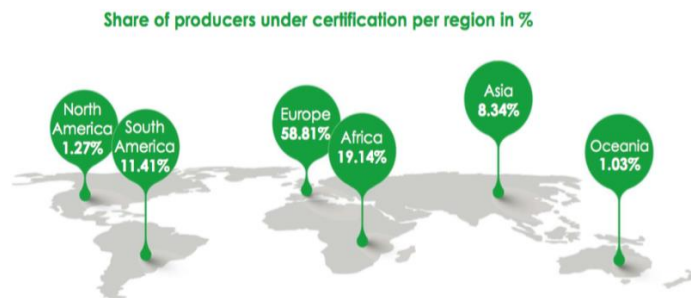 Share of producers under certification per region in %
North
America
1.27%
South
America
11.41%
Europe
58.81%
Africa
19.14%
Asia
8.34%
Oceania
1.03%